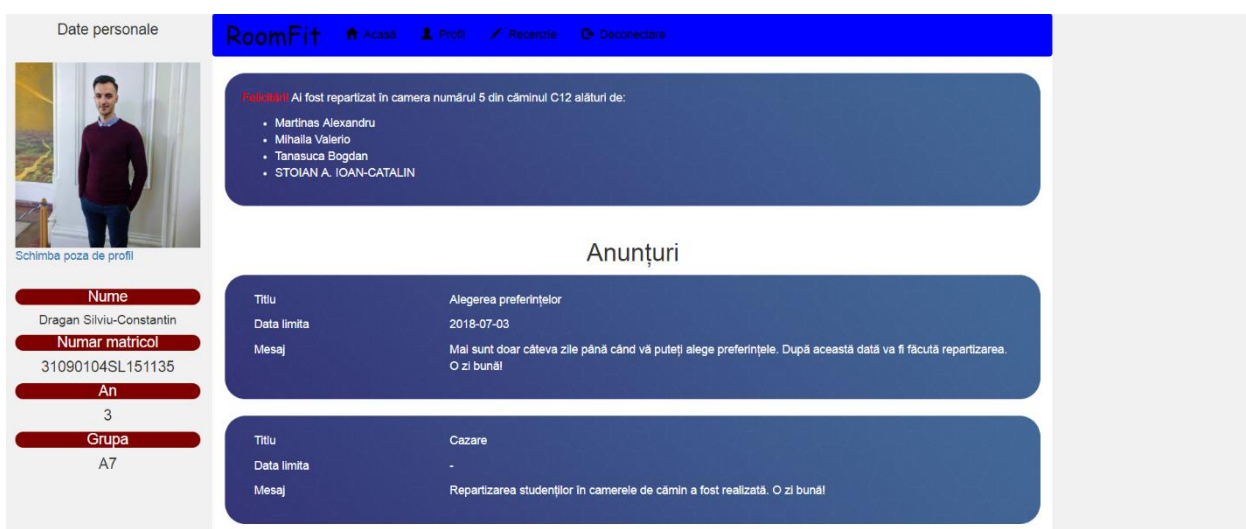 Date personale
Schimba poza de profil
Nume
Dragan Silviu-Constantin
Numar matricol
31090104SL151135
An
3
Grupa
A7
RoomFit Acasa Profil Recenzie Deconectare
Felicitări! Ai fost repartizat în camera numărul 5 din căminul C12 alături de:
Martinas Alexandru
Mihaila Valerio
Tanasuca Bogdan
STOIAN A. IOAN-CATALIN
Anunțuri
Titlu Alegerea preferințelor
Data limita 2018-07-03
Mesaj Mai sunt doar câteva zile până când vă puteți alege preferințele. După această dată va fi făcută repartizarea.
O zi bună!
Titlu Cazare
Data limita -
Mesaj Repartizarea studenților în camerele de cămin a fost realizată. O zi bună!